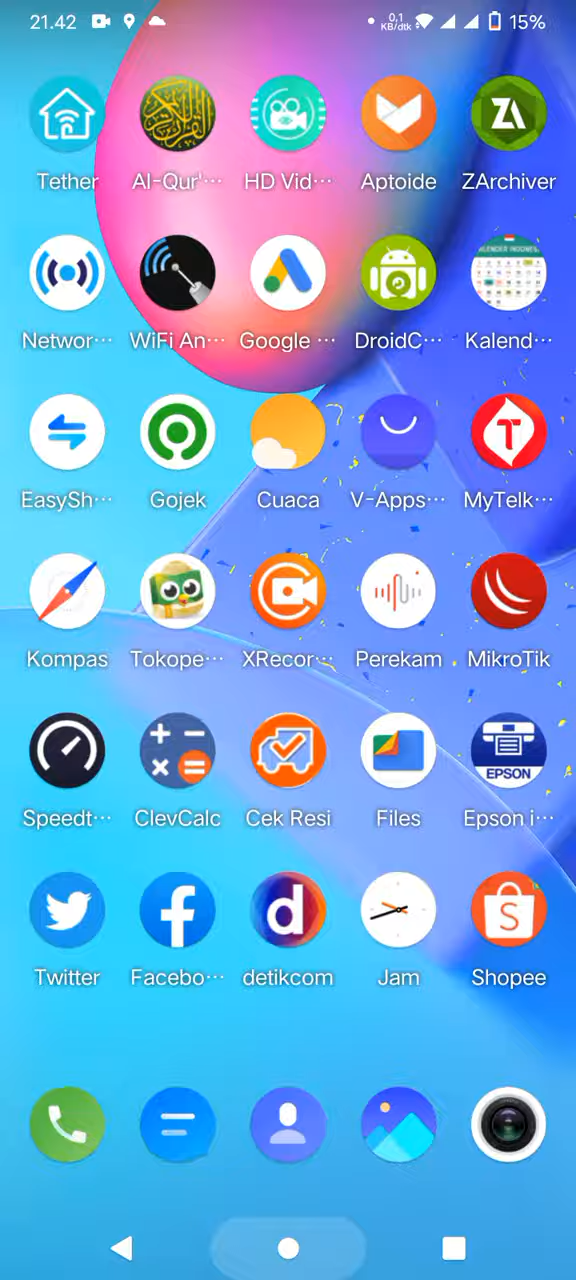 21.42 0,1 KB/dtk 15%
Tether Al-Qur'··· HD Vid··· Aptoide ZArchiver
Networ··· WiFi An··· Google ··· DroidC··· Kalend···
EasySh··· Gojek Cuaca V-Apps··· MyTelk···
Kompas Tokope··· XRecor··· Perekam MikroTik
EPSON
Speedt··· ClevCalc Cek Resi Files Epson i···
Twitter Facebo··· detikcom Jam Shopee